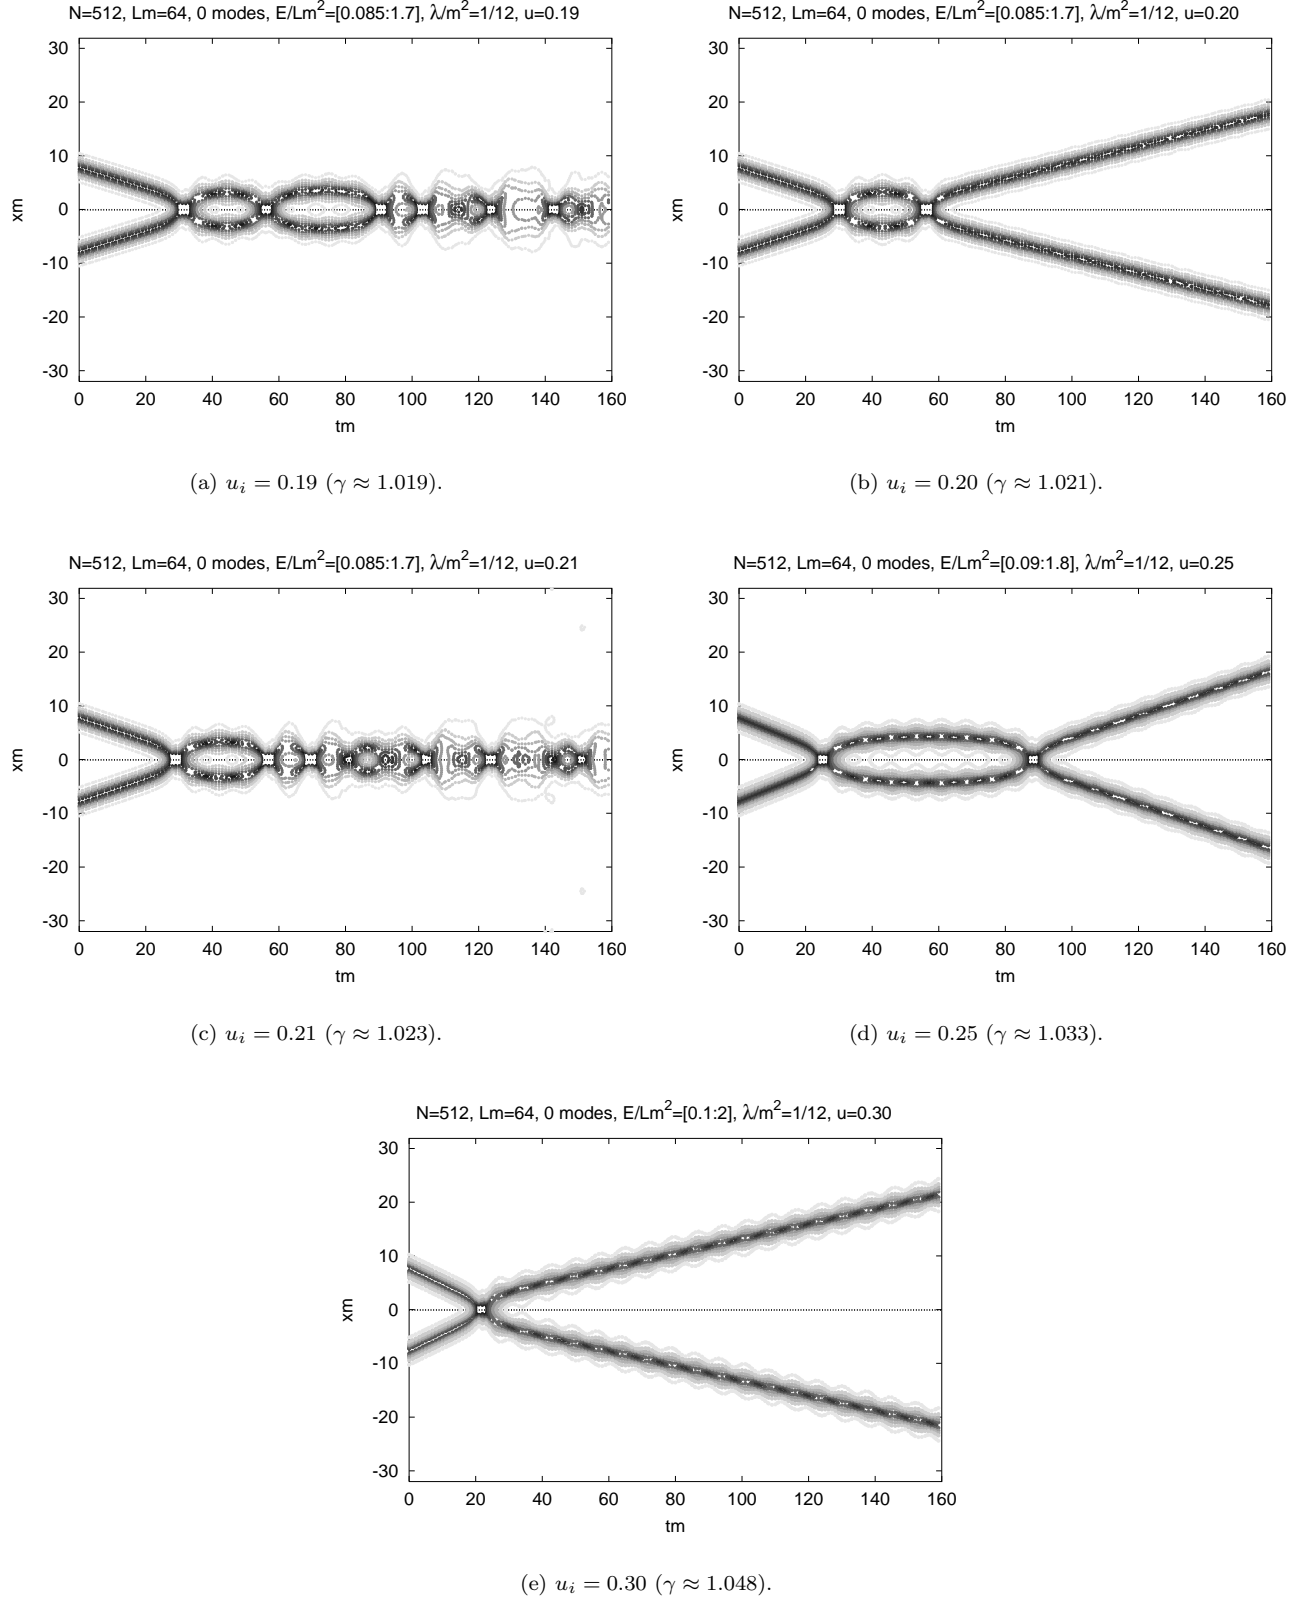 N=512, Lm=64, 0 modes, E/Lm²=[0.085:1.7], λ/m²=1/12, u=0.19
30
20
10
0
-10
-20
-30
xm
0 20 40 60 80 100 120 140 160
tm
(a) uᵢ = 0.19 (γ ≈ 1.019).
N=512, Lm=64, 0 modes, E/Lm²=[0.085:1.7], λ/m²=1/12, u=0.20
30
20
10
0
-10
-20
-30
xm
0 20 40 60 80 100 120 140 160
tm
(b) uᵢ = 0.20 (γ ≈ 1.021).
N=512, Lm=64, 0 modes, E/Lm²=[0.085:1.7], λ/m²=1/12, u=0.21
30
20
10
0
-10
-20
-30
xm
0 20 40 60 80 100 120 140 160
tm
(c) uᵢ = 0.21 (γ ≈ 1.023).
N=512, Lm=64, 0 modes, E/Lm²=[0.09:1.8], λ/m²=1/12, u=0.25
30
20
10
0
-10
-20
-30
xm
0 20 40 60 80 100 120 140 160
tm
(d) uᵢ = 0.25 (γ ≈ 1.033).
N=512, Lm=64, 0 modes, E/Lm²=[0.1:2], λ/m²=1/12, u=0.30
30
20
10
0
-10
-20
-30
xm
0 20 40 60 80 100 120 140 160
tm
(e) uᵢ = 0.30 (γ ≈ 1.048).